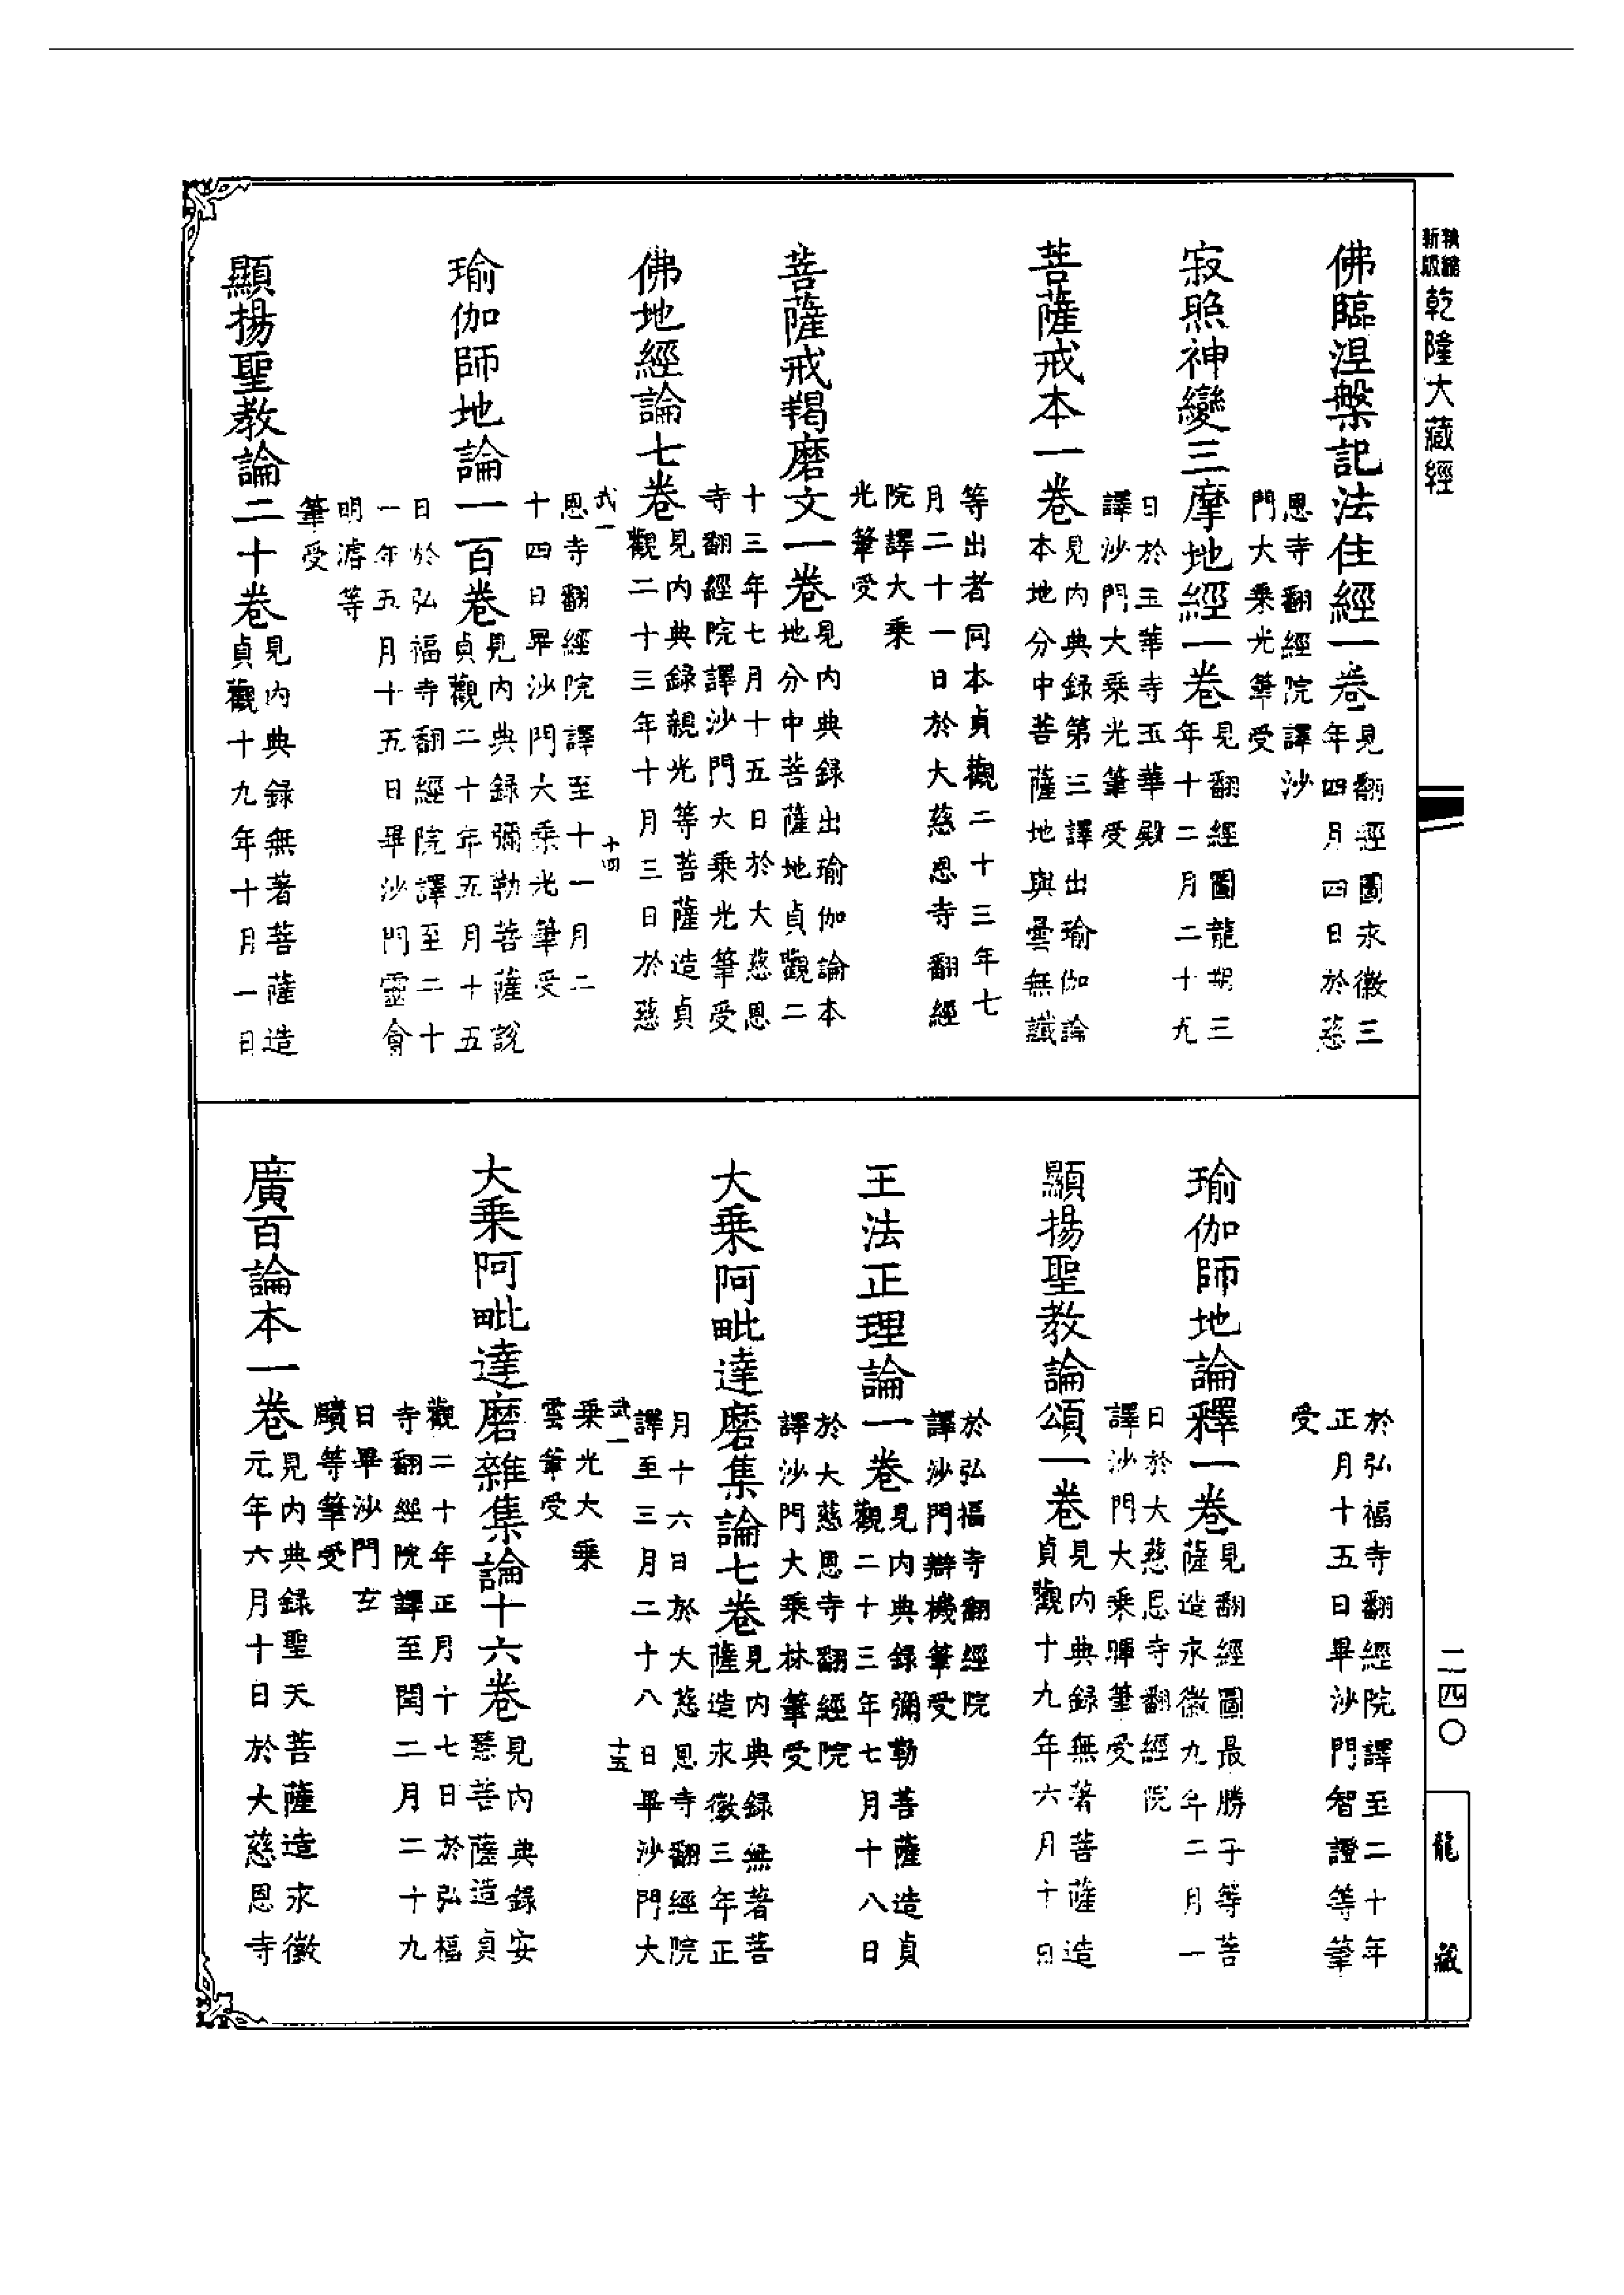 新縮
版乾隆大藏經
佛臨涅槃記法住經一卷見翻經圖永徽三
年四月四日於慈
恩寺翻經院譯沙
門大乘光筆受
寂照神變三摩地經一卷見翻經圖龍朔三
年十二月二十九
日於玉華寺玉華殿
譯沙門大乘光筆受
菩薩戒本一卷見內典錄第三譯出瑜伽論
本地分中菩薩地與曇無讖
等出者同本貞觀二十三年七
月二十一日於大慈恩寺翻經
院譯大乘
光筆受
菩薩戒羯磨文一卷見內典錄出瑜伽論本
地分中菩薩地貞觀二
十三年七月十五日於大慈恩
寺翻經院譯沙門大乘光筆受
佛地經論七卷見內典錄親光等菩薩造貞
觀二十三年十月三日於慈
武一 十四
恩寺翻經院譯至十一月二
十四日畢沙門大乘光筆受
瑜伽師地論一百卷見內典錄彌勒菩薩說
貞觀二十年五月十五
日於弘福寺翻經院譯至二十
一年五月十五日畢沙門靈會
明濬等
筆受
顯揚聖教論二十卷見內典錄無著菩薩造
貞觀十九年十月一日
於弘福寺翻經院譯至二十年
正月十五日畢沙門智證等筆
受
瑜伽師地論釋一卷見翻經圖最勝子等菩
薩造永徽九年二月一
日於大慈恩寺翻經院
譯沙門大乘暉筆受
顯揚聖教論頌一卷見內典錄無著菩薩造
貞觀十九年六月十日
於弘福寺翻經院
譯沙門辯機筆受
王法正理論一卷見內典錄彌勒菩薩造貞
觀二十三年七月十八日
於大慈恩寺翻經院
譯沙門大乘林筆受
大乘阿毗達磨集論七卷見內典錄無著菩
薩造永徽三年正
月十六日於大慈恩寺翻經院
譯至三月二十八日畢沙門大
武一 十五
乘光大乘
雲筆受
大乘阿毗達磨雜集論十六卷見內典錄安
慧菩薩造貞
觀二十年正月十七日於弘福
寺翻經院譯至閏二月二十九
日畢沙門玄
賾等筆受
廣百論本一卷見內典錄聖天菩薩造永徽
元年六月十日於大慈恩寺
二四〇
龍藏